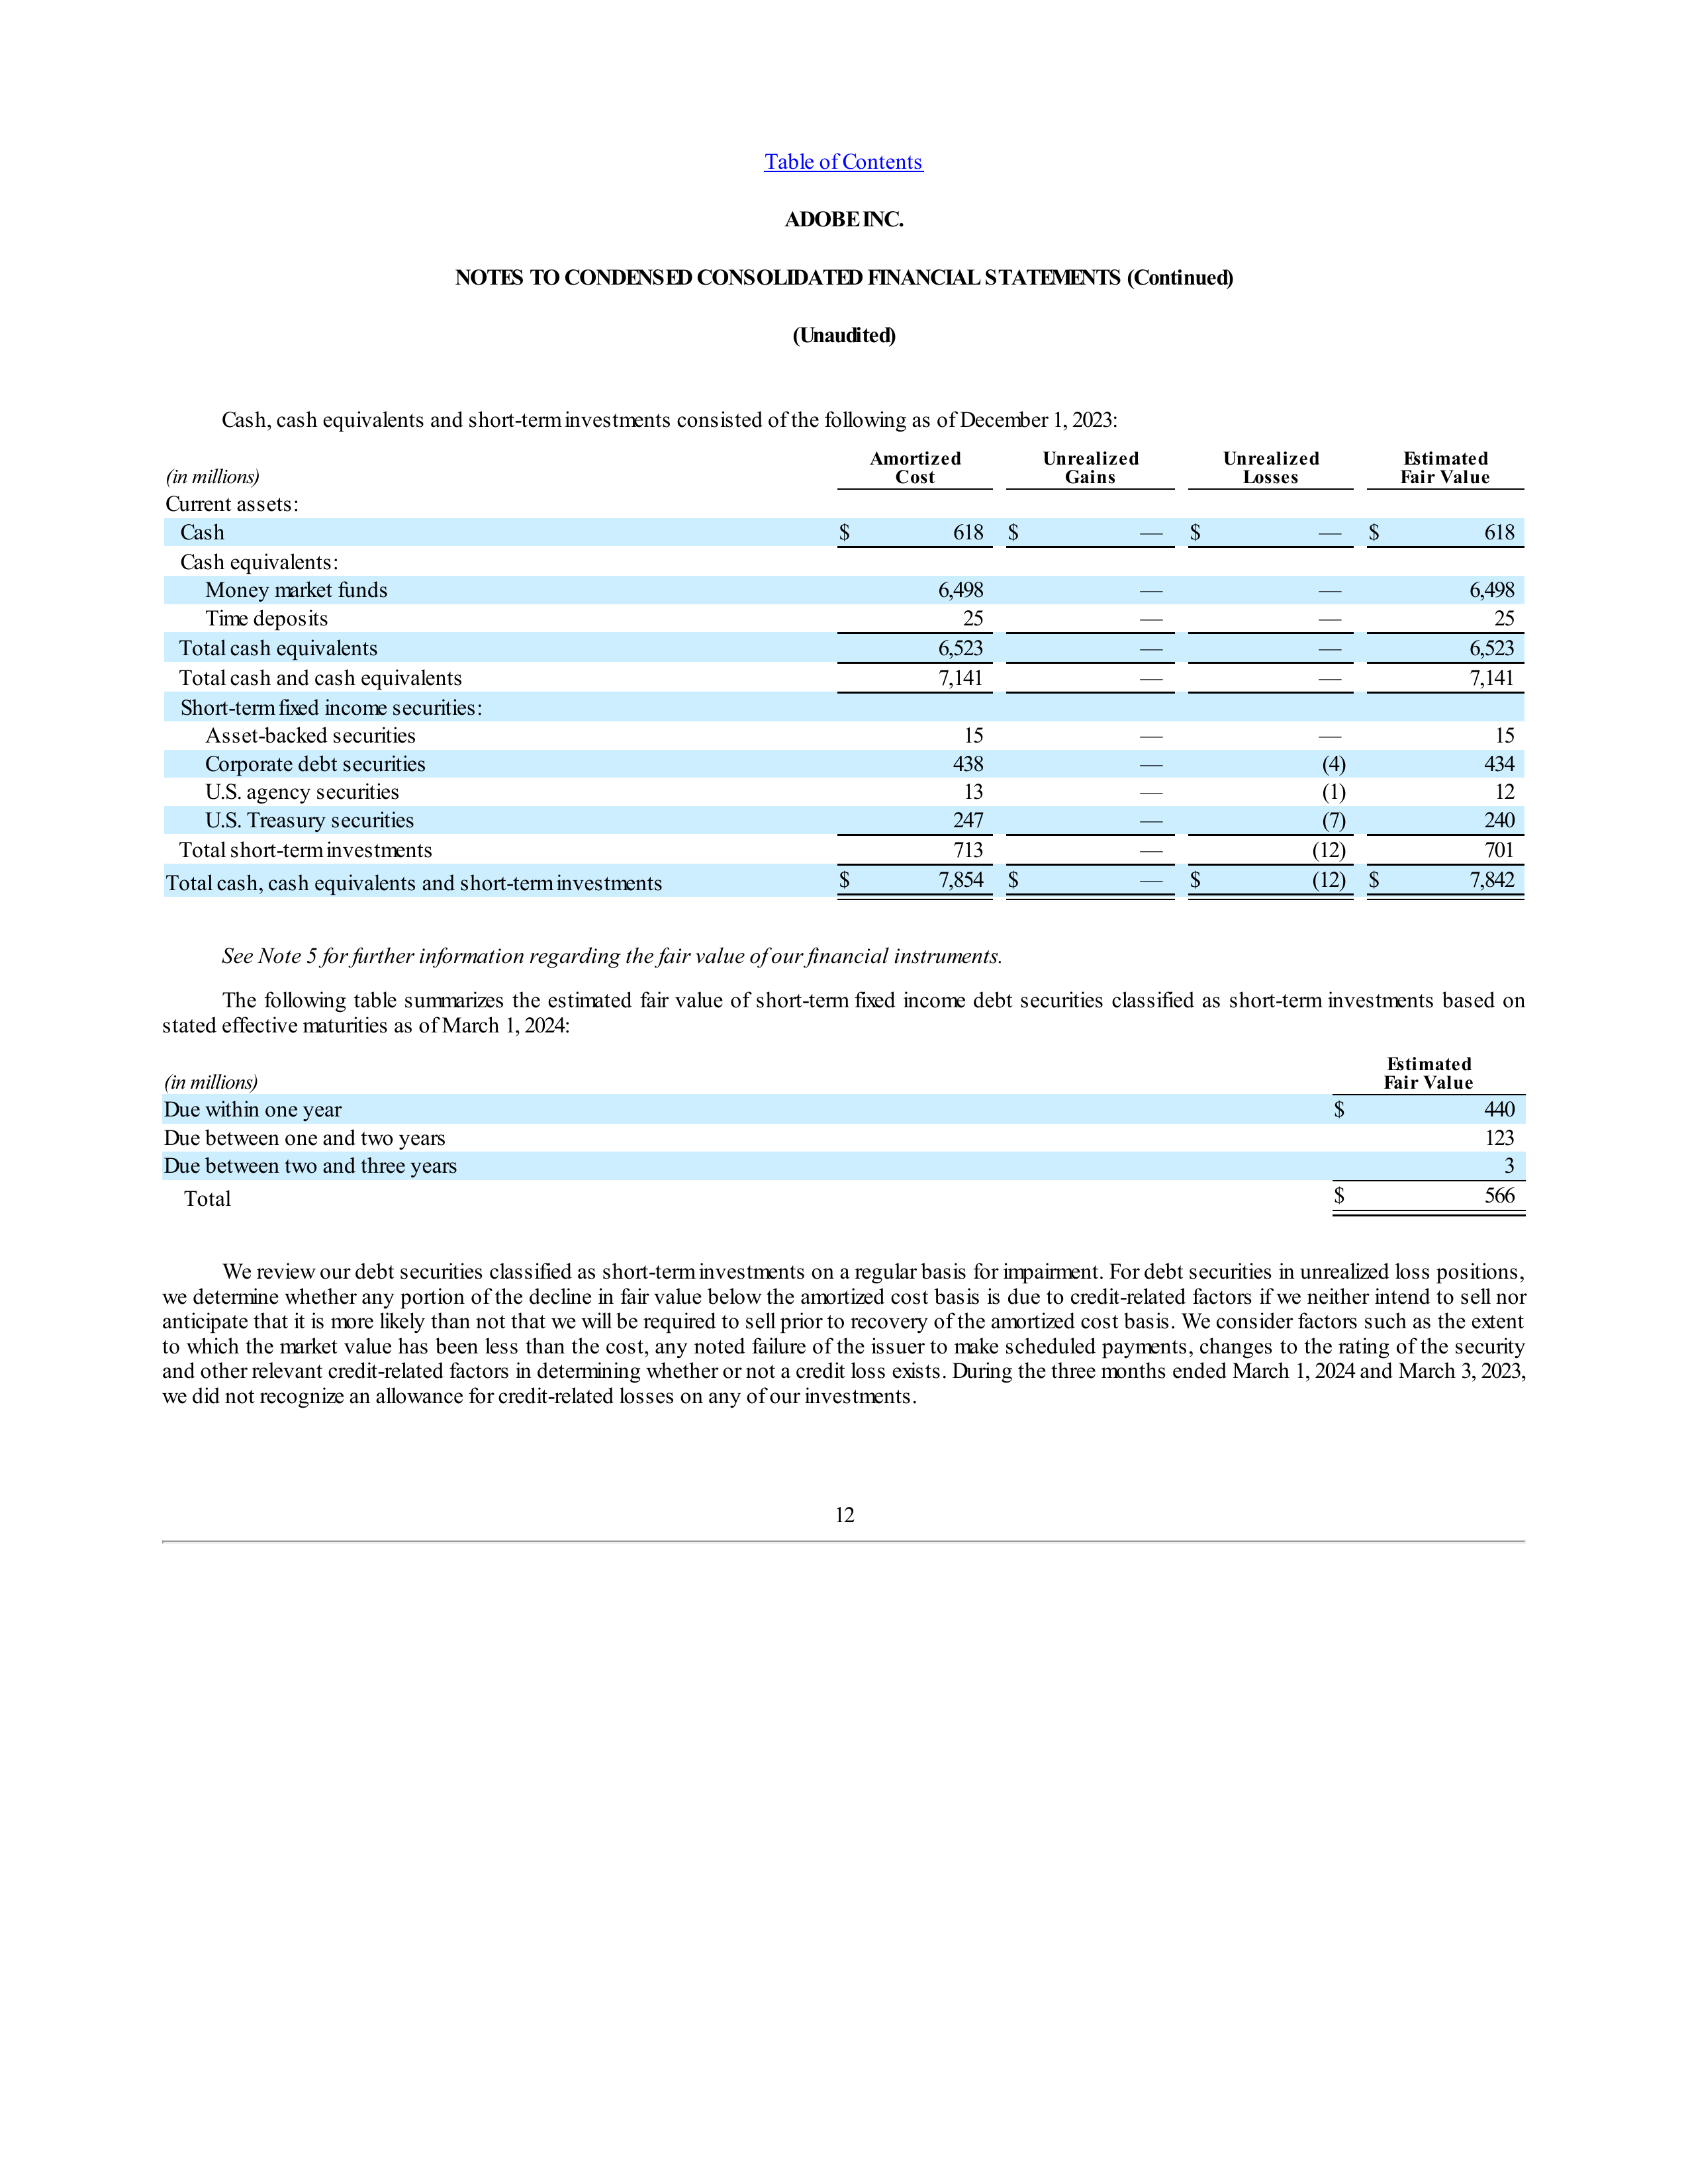 Table of Contents
ADOBE INC.
NOTES TO CONDENSED CONSOLIDATED FINANCIAL STATEMENTS (Continued)
(Unaudited)
Cash, cash equivalents and short-term investments consisted of the following as of December 1, 2023:
(in millions) Amortized Cost Unrealized Gains Unrealized Losses Estimated Fair Value
Current assets:
Cash $ 618 $ — $ — $ 618
Cash equivalents:
Money market funds 6,498 — — 6,498
Time deposits 25 — — 25
Total cash equivalents 6,523 — — 6,523
Total cash and cash equivalents 7,141 — — 7,141
Short-term fixed income securities:
Asset-backed securities 15 — — 15
Corporate debt securities 438 — (4) 434
U.S. agency securities 13 — (1) 12
U.S. Treasury securities 247 — (7) 240
Total short-term investments 713 — (12) 701
Total cash, cash equivalents and short-term investments $ 7,854 $ — $ (12) $ 7,842
See Note 5 for further information regarding the fair value of our financial instruments.
The following table summarizes the estimated fair value of short-term fixed income debt securities classified as short-term investments based on
stated effective maturities as of March 1, 2024:
(in millions) Estimated Fair Value
Due within one year $ 440
Due between one and two years 123
Due between two and three years 3
Total $ 566
We review our debt securities classified as short-term investments on a regular basis for impairment. For debt securities in unrealized loss positions,
we determine whether any portion of the decline in fair value below the amortized cost basis is due to credit-related factors if we neither intend to sell nor
anticipate that it is more likely than not that we will be required to sell prior to recovery of the amortized cost basis. We consider factors such as the extent
to which the market value has been less than the cost, any noted failure of the issuer to make scheduled payments, changes to the rating of the security
and other relevant credit-related factors in determining whether or not a credit loss exists. During the three months ended March 1, 2024 and March 3, 2023,
we did not recognize an allowance for credit-related losses on any of our investments.
12